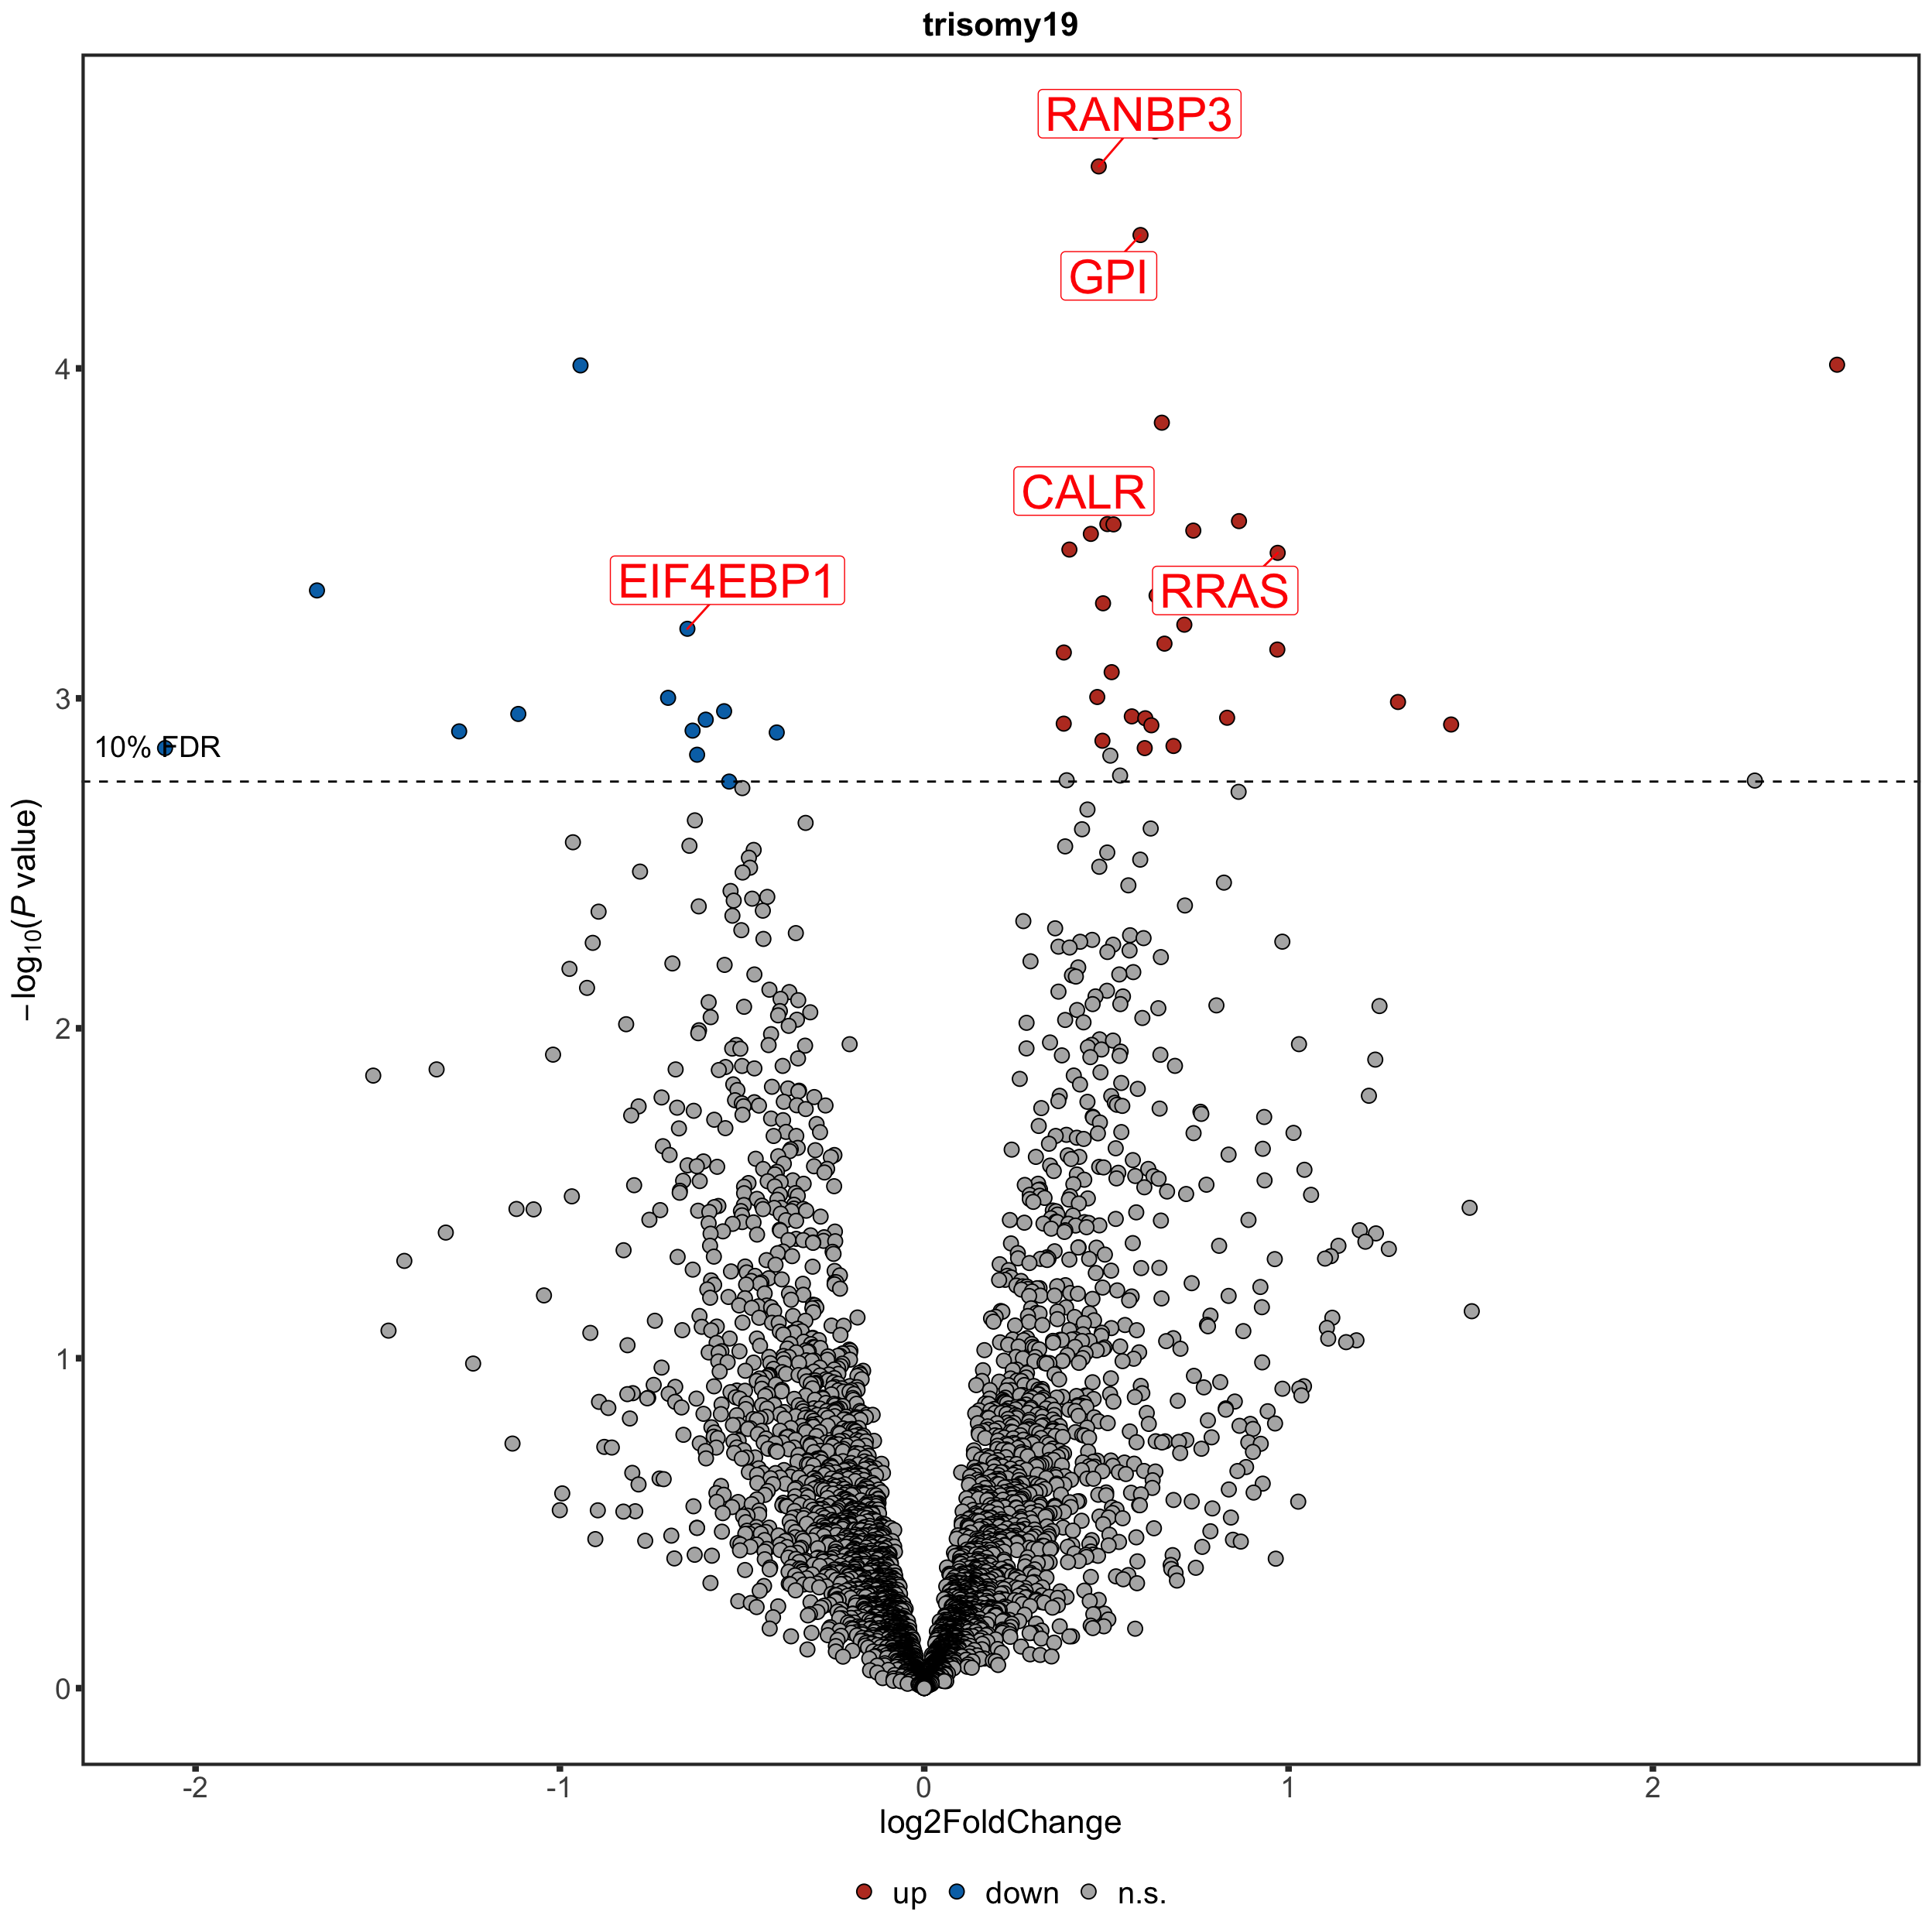 trisomy19
RANBP3
GPI
4
CALR
EIF4EBP1
RRAS
3
10% FDR
−log10(P value)
2
1
0
-2 -1 0 1 2
log2FoldChange
up down n.s.